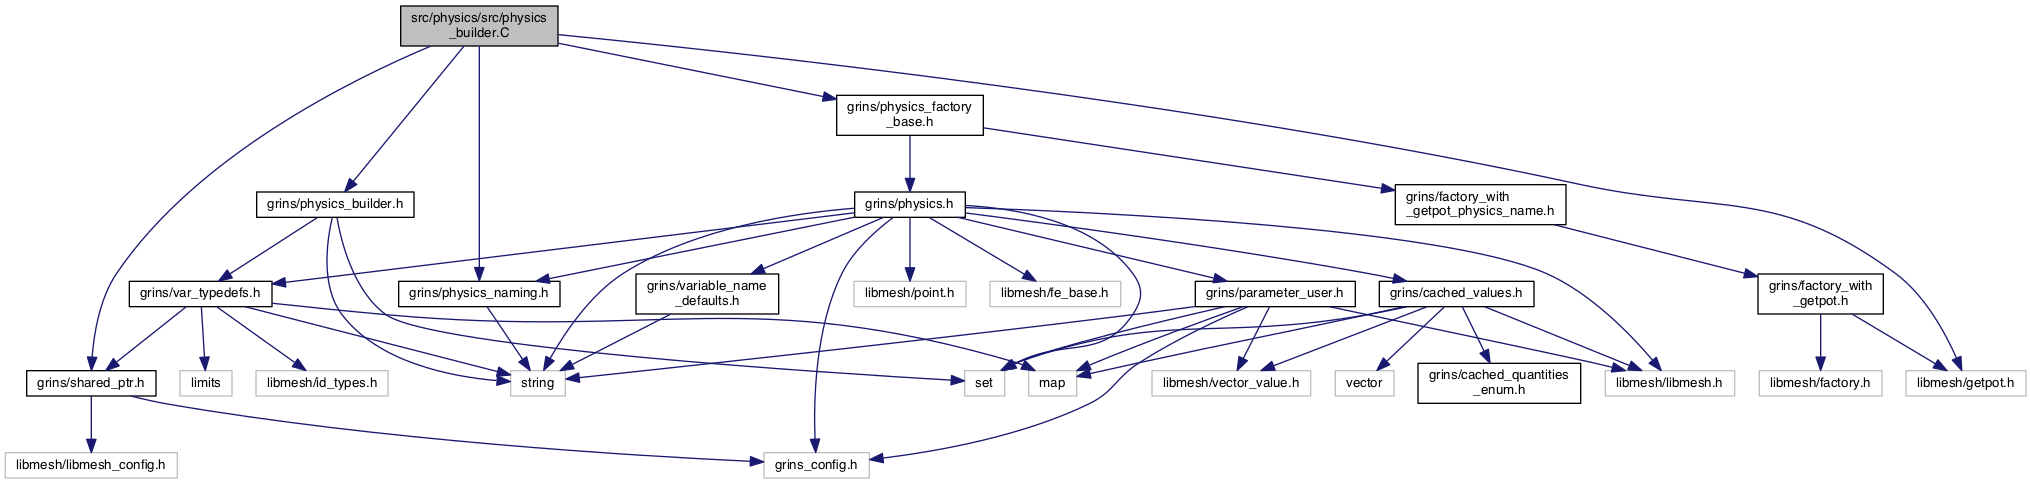 src/physics/src/physics
_builder.C
grins/physics_factory
_base.h
grins/physics_builder.h
grins/physics.h
grins/factory_with
_getpot_physics_name.h
grins/var_typedefs.h
grins/physics_naming.h
grins/variable_name
_defaults.h
libmesh/point.h
libmesh/fe_base.h
grins/parameter_user.h
grins/cached_values.h
grins/factory_with
_getpot.h
grins/shared_ptr.h
limits
libmesh/id_types.h
string
set
map
libmesh/vector_value.h
vector
grins/cached_quantities
_enum.h
libmesh/libmesh.h
libmesh/factory.h
libmesh/getpot.h
libmesh/libmesh_config.h
grins_config.h